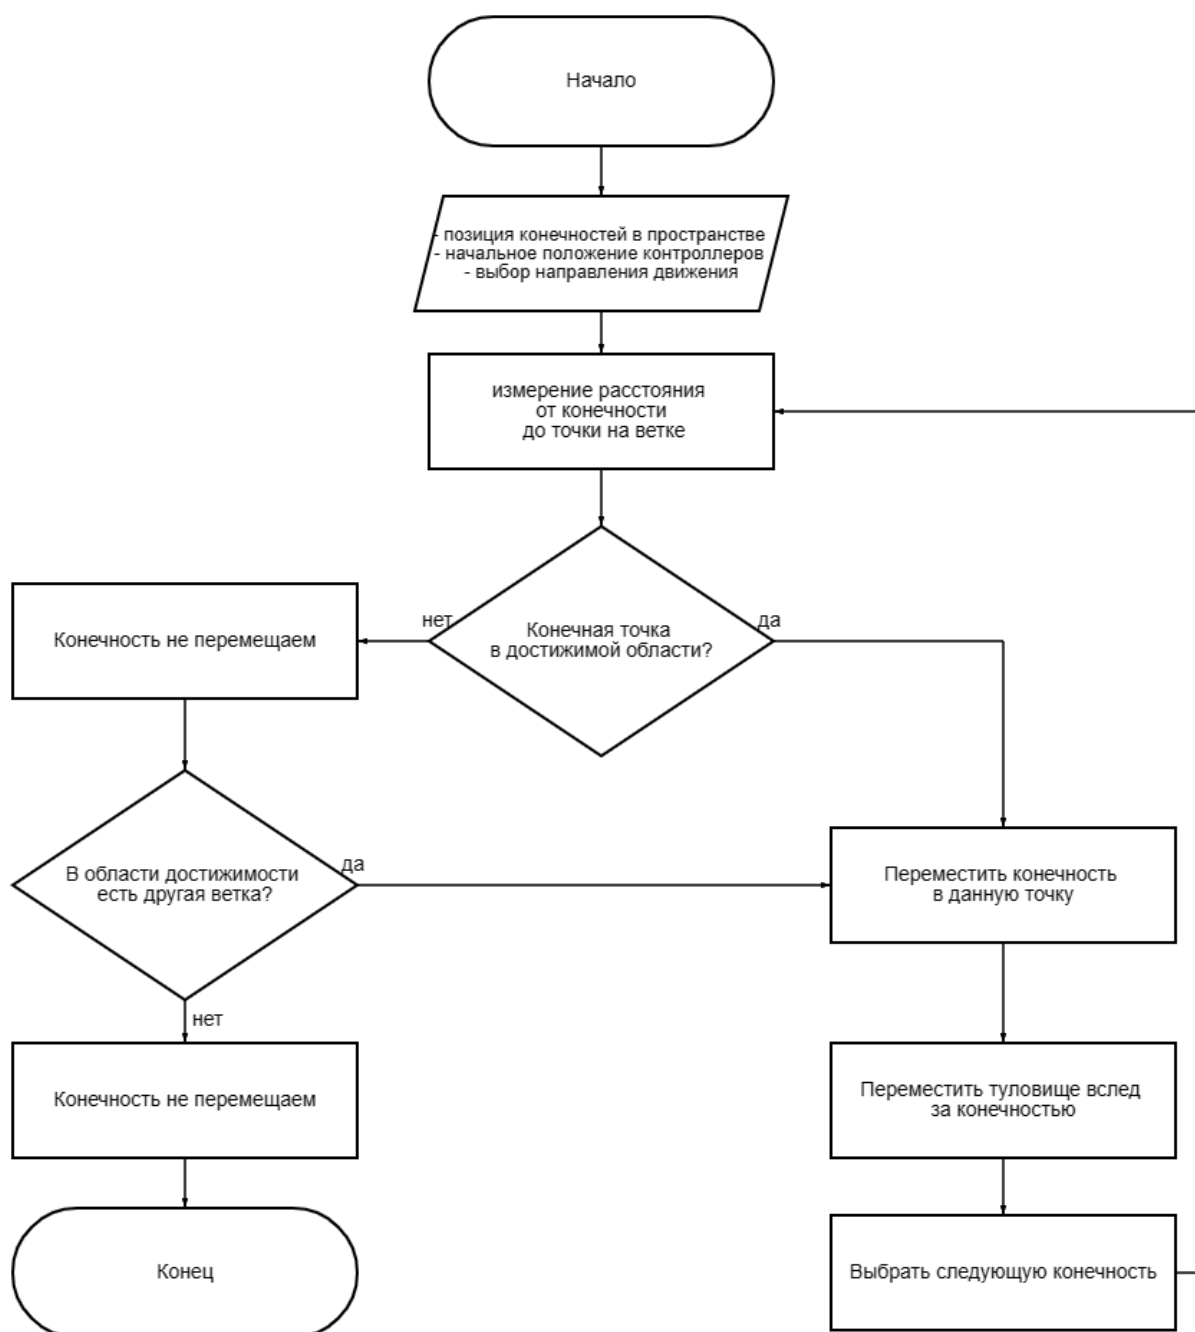 Начало
- позиция конечностей в пространстве
- начальное положение контроллеров
- выбор направления движения
измерение расстояния
от конечности
до точки на ветке
нет
да
Конечность не перемещаем
Конечная точка
в достижимой области?
В области достижимости
есть другая ветка?
да
Переместить конечность
в данную точку
нет
Конечность не перемещаем
Переместить туловище вслед
за конечностью
Конец
Выбрать следующую конечность